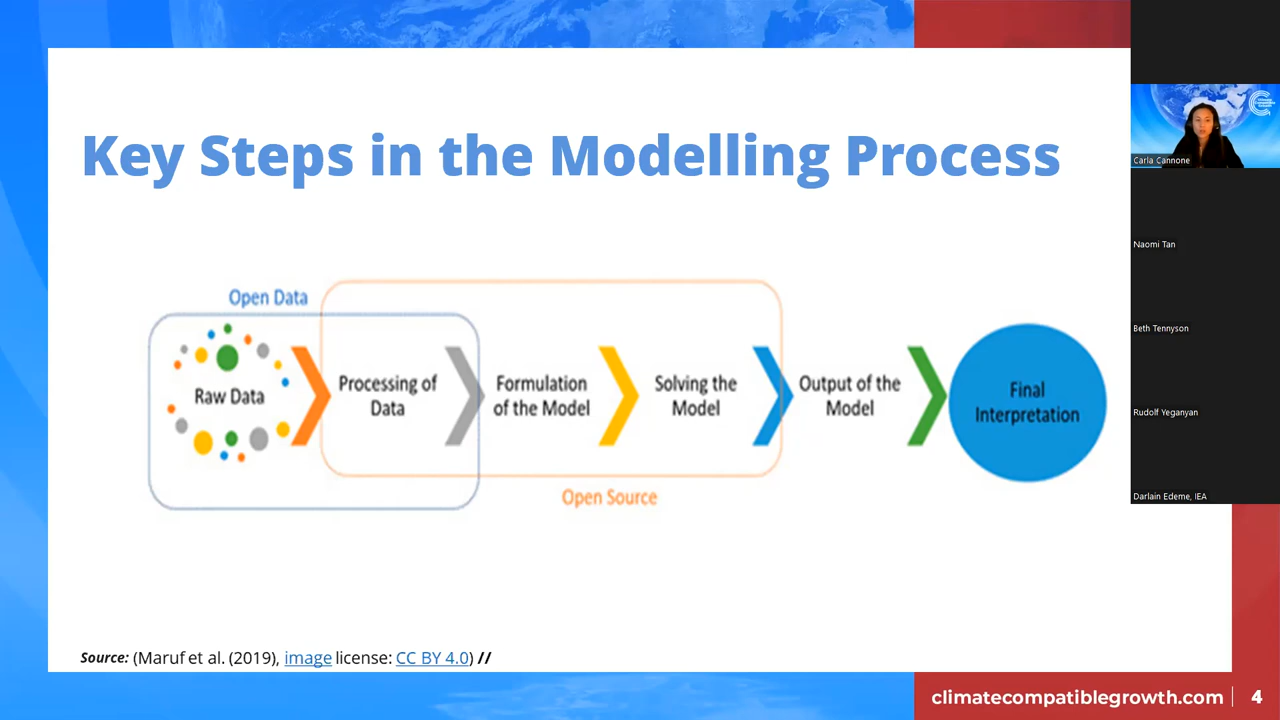 Key Steps in the Modelling Process
Open Data
Raw Data
Processing of
Data
Formulation
of the Model
Solving the
Model
Output of the
Model
Final
Interpretation
Open Source
Source: (Maruf et al. (2019), image license: CC BY 4.0) //
climatecompatiblegrowth.com | 4
Carla Cannone
Naomi Tan
Beth Tennyson
Rudolf Yeganyan
Darlain Edeme, IEA